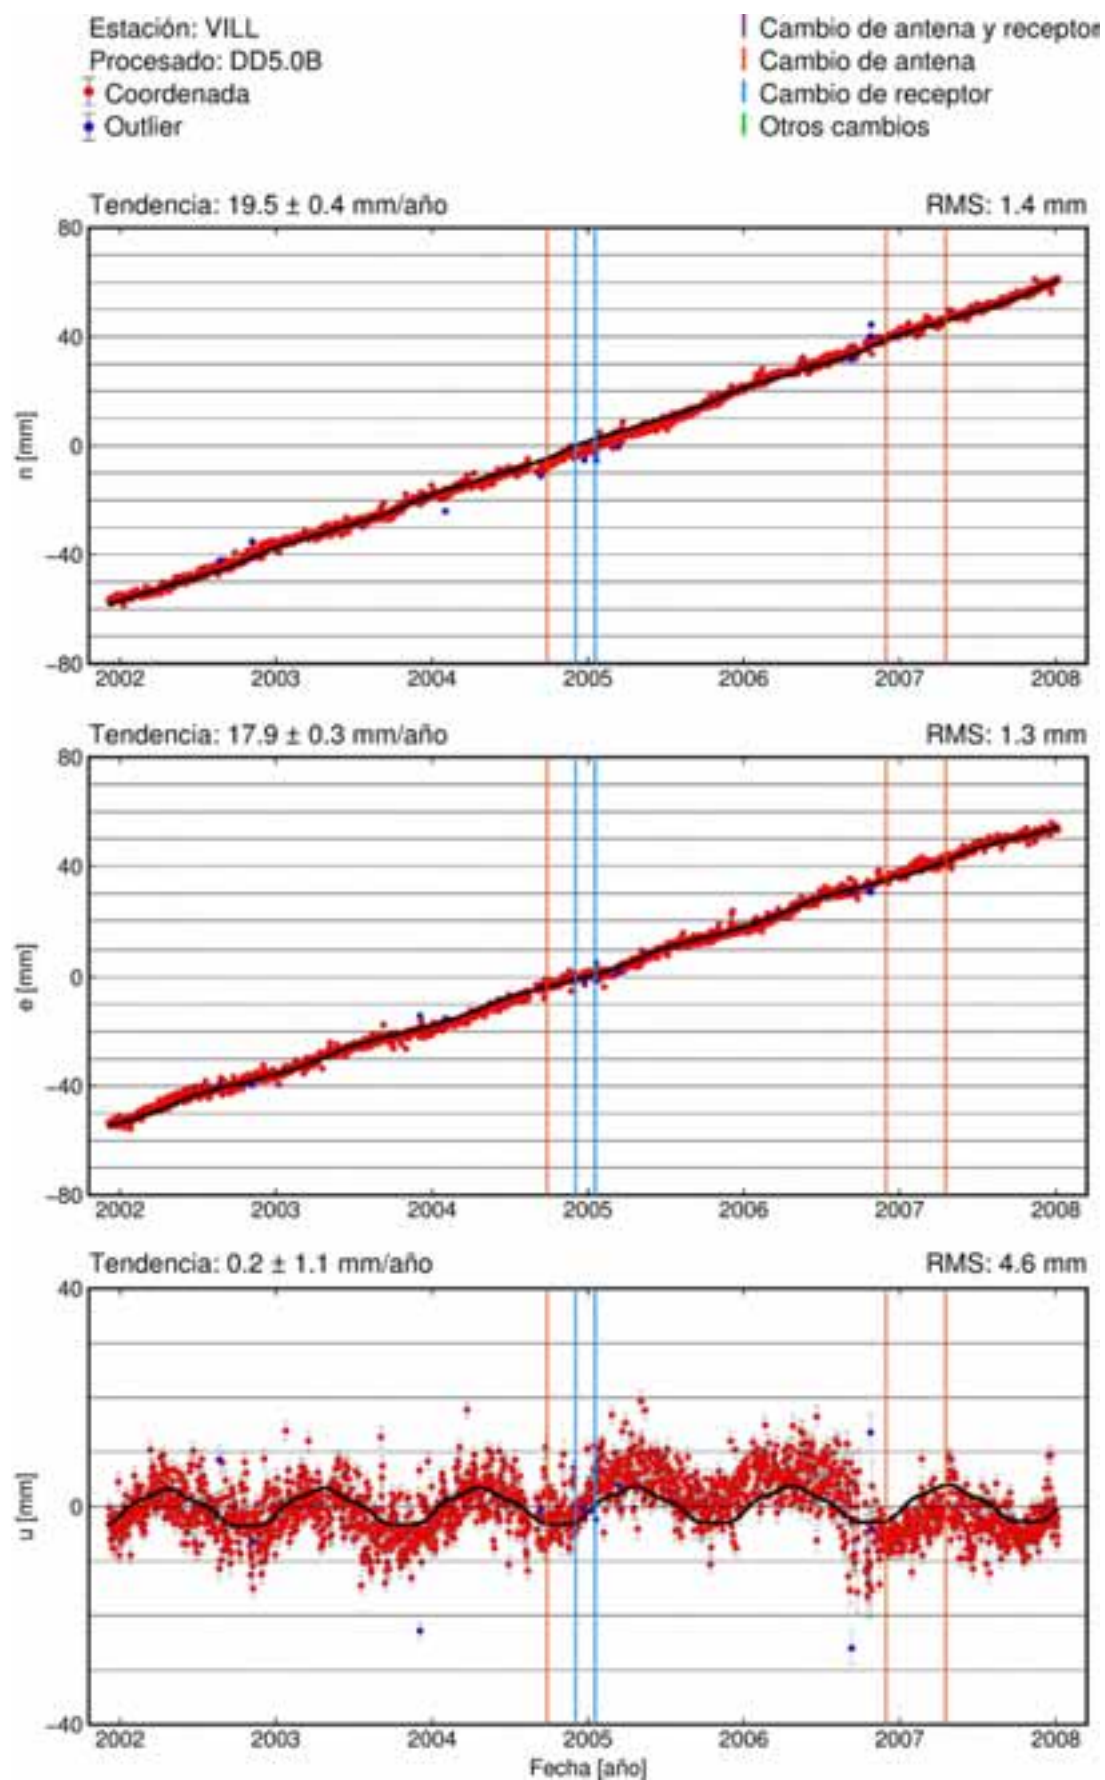 Estación: VILL
Procesado: DD5.0B
Coordenada
Outlier
Cambio de antena y receptor
Cambio de antena
Cambio de receptor
Otros cambios
Tendencia: 19.5 ± 0.4 mm/año RMS: 1.4 mm
80
40
0
−40
−80
n [mm]
2002 2003 2004 2005 2006 2007 2008
Tendencia: 17.9 ± 0.3 mm/año RMS: 1.3 mm
80
40
0
−40
−80
e [mm]
2002 2003 2004 2005 2006 2007 2008
Tendencia: 0.2 ± 1.1 mm/año RMS: 4.6 mm
40
0
−40
u [mm]
2002 2003 2004 2005 2006 2007 2008
Fecha [año]